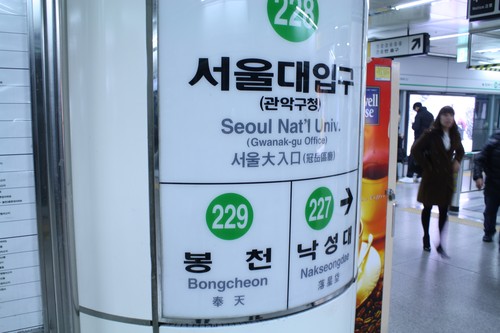 228
서울대입구
(관악구청)
Seoul Nat'l Univ.
(Gwanak-gu Office)
서울大入口(冠岳區廳)
229
봉 천
Bongcheon
奉 天
227
낙성대
Nakseongdae
落星垈
well
se